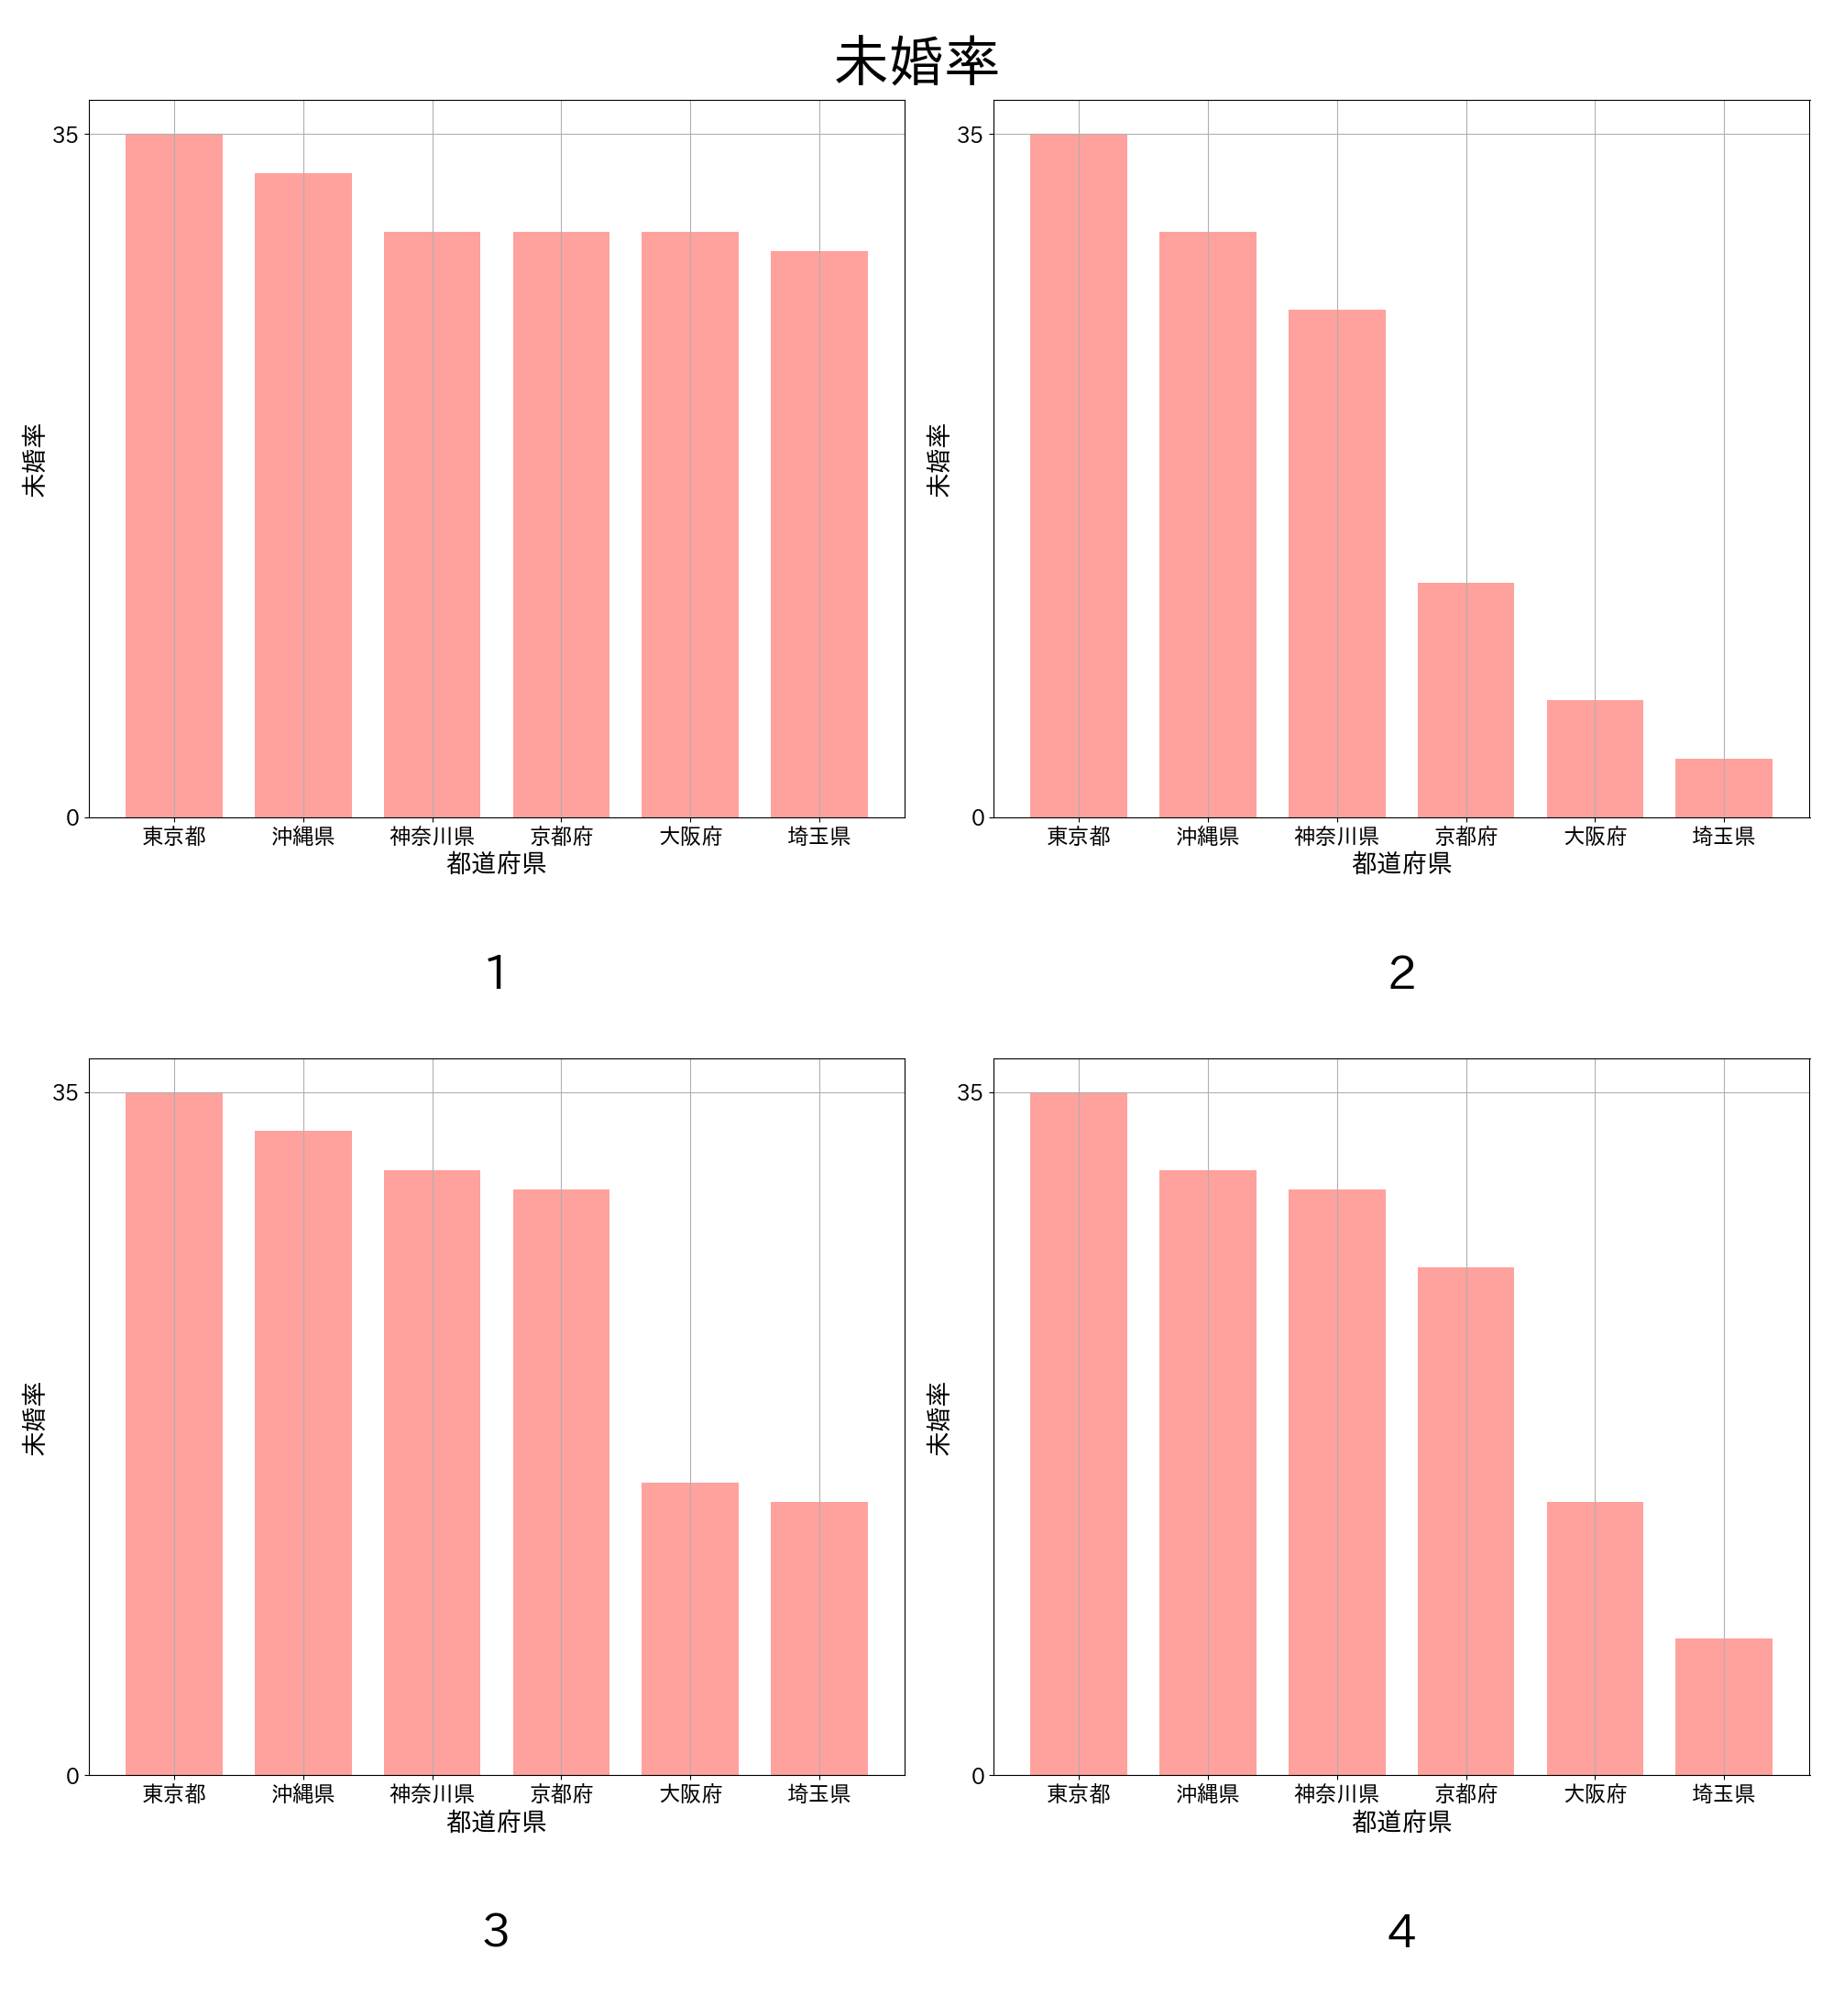 未婚率
35
0
未婚率
東京都 沖縄県 神奈川県 京都府 大阪府 埼玉県
都道府県
1
35
0
未婚率
東京都 沖縄県 神奈川県 京都府 大阪府 埼玉県
都道府県
2
35
0
未婚率
東京都 沖縄県 神奈川県 京都府 大阪府 埼玉県
都道府県
3
35
0
未婚率
東京都 沖縄県 神奈川県 京都府 大阪府 埼玉県
都道府県
4